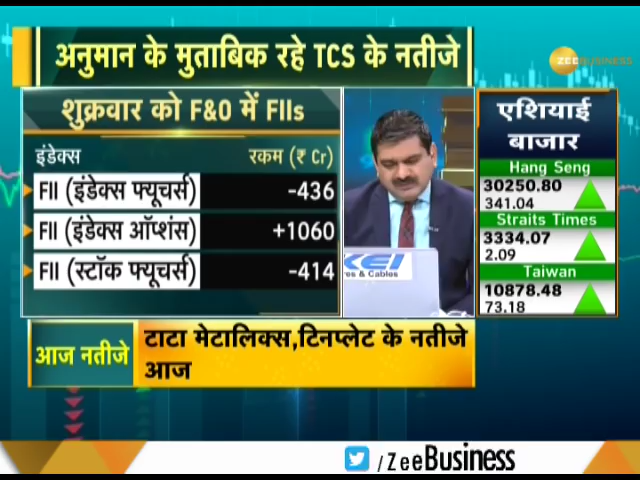 अनुमान के मुताबिक रहे TCS के नतीजे
ZEEBUSINESS
शुक्रवार को F&O में FIIs
इंडेक्स रकम (₹ Cr)
FII (इंडेक्स फ्यूचर्स) -436
FII (इंडेक्स ऑप्शंस) +1060
FII (स्टॉक फ्यूचर्स) -414
KEI
res & Cables
एशियाई
बाजार
Hang Seng
30250.80
341.04
Straits Times
3334.07
2.09
Taiwan
10878.48
73.18
आज नतीजे
टाटा मेटालिक्स,टिनप्लेट के नतीजे
आज
/ZeeBusiness